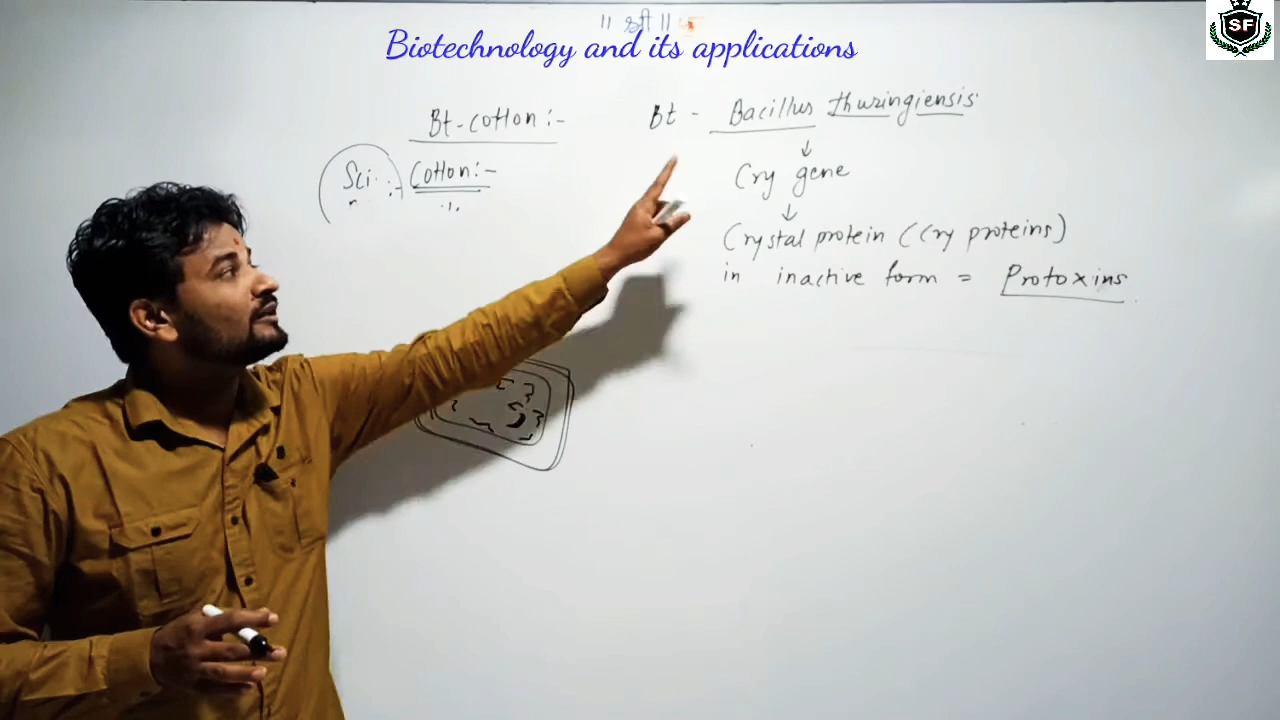 ॥ श्री ॥
Biotechnology and its applications
SF
Bt-cotton :-
Sci. :- Cotton :-
Bt - Bacillus thuringiensis
↓
Cry gene
↓
Crystal protein (Cry proteins)
in inactive form = Protoxins